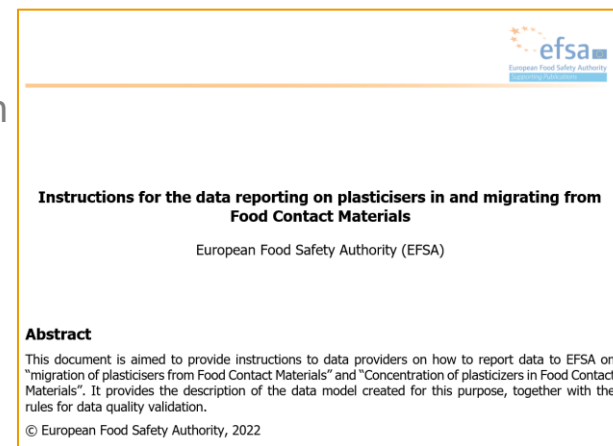 efsa
European Food Safety Authority
Supporting Publications
n
Instructions for the data reporting on plasticisers in and migrating from
Food Contact Materials
European Food Safety Authority (EFSA)
Abstract
This document is aimed to provide instructions to data providers on how to report data to EFSA on
"migration of plasticisers from Food Contact Materials" and "Concentration of plasticizers in Food Contact
Materials". It provides the description of the data model created for this purpose, together with the
rules for data quality validation.
© European Food Safety Authority, 2022